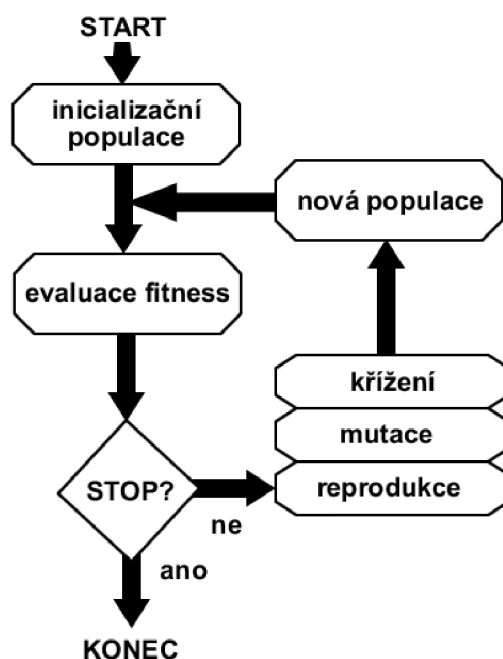 START
inicializační
populace
nová populace
evaluace fitness
křížení
mutace
reprodukce
STOP?
ne
ano
KONEC